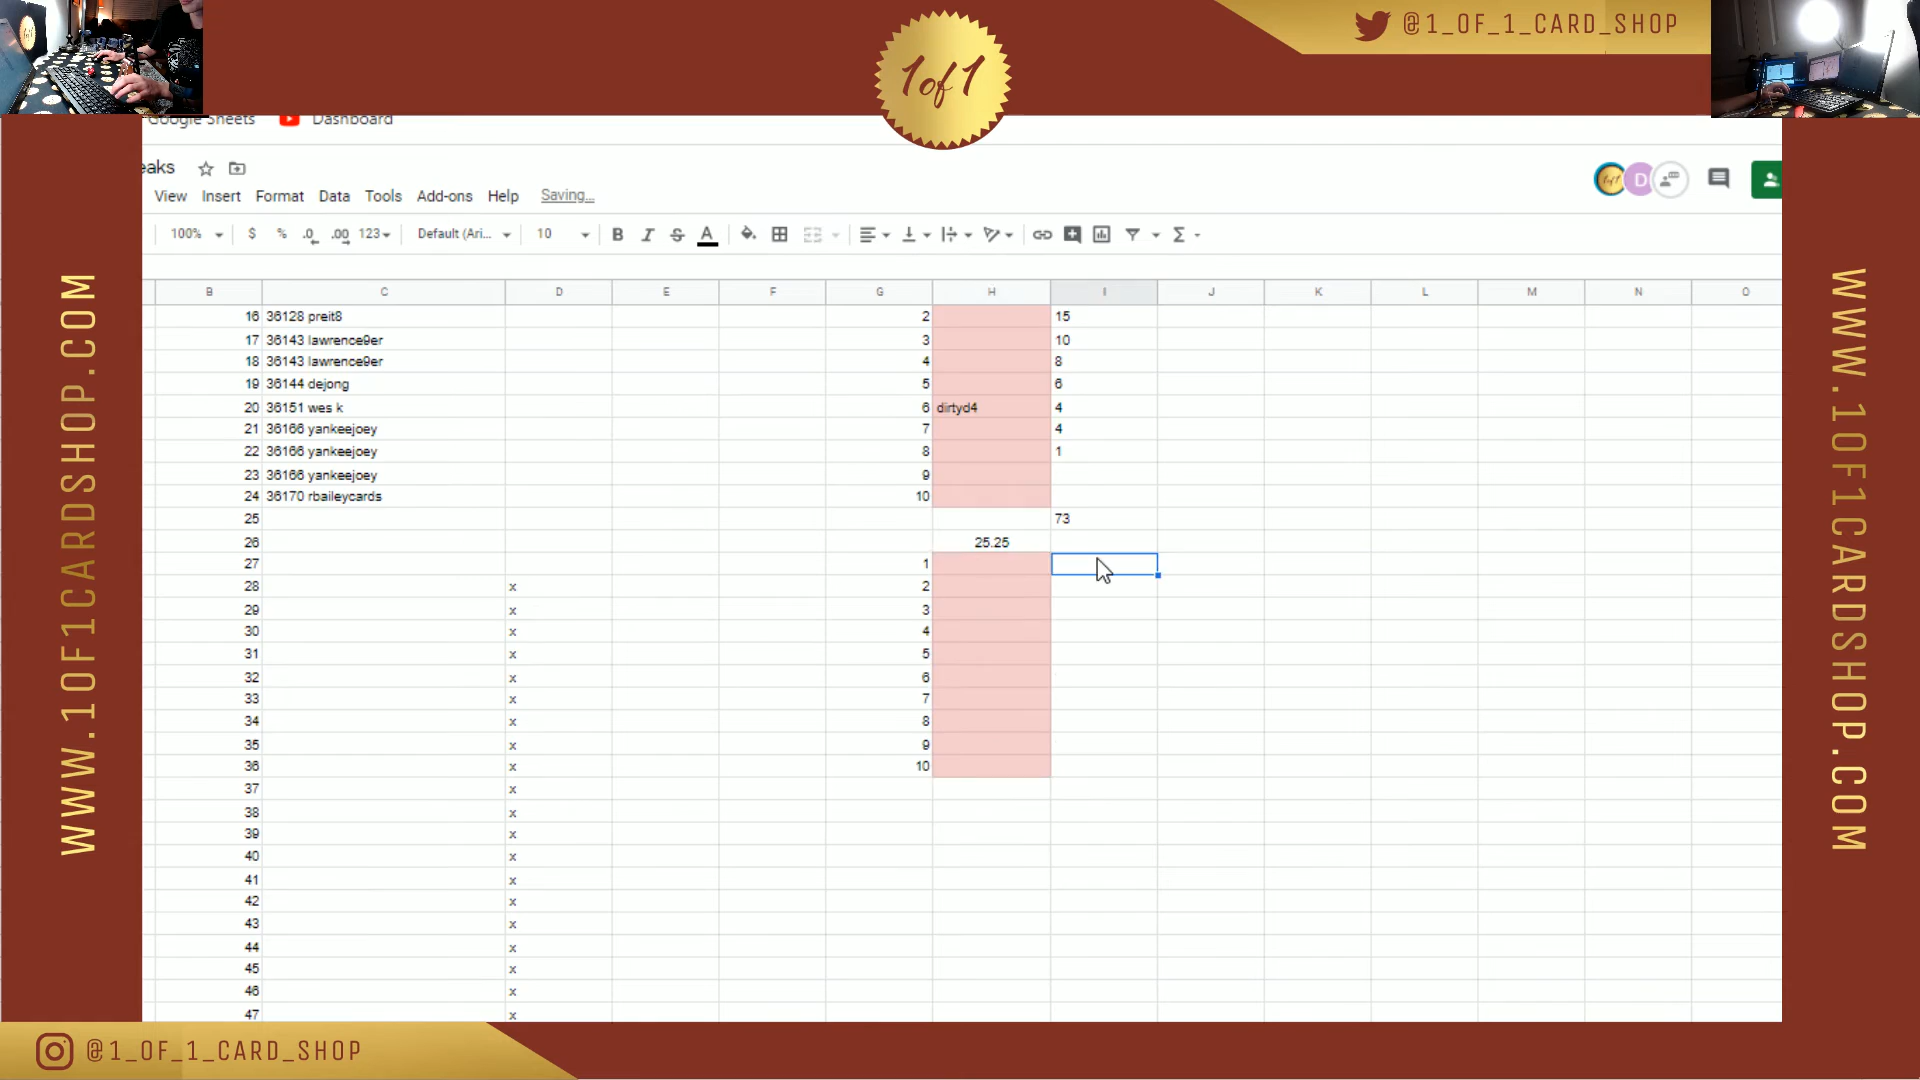 @1_OF_1_CARD_SHOP
1of1
Google Sheets Dashboard
eaks
View Insert Format Data Tools Add-ons Help Saving...
D
100% $ % .0 .00 123 Default (Ari... 10 B I S A Σ
B C D E F G H I J K L M N O
16 36128 preit8 2 15
17 36143 lawrence9er 3 10
18 36143 lawrence9er 4 8
19 36144 dejong 5 6
20 36151 wes k 6 dirtyd4 4
21 36166 yankeejoey 7 4
22 36166 yankeejoey 8 1
23 36166 yankeejoey 9
24 36170 rbaileycards 10
25 73
26 25.25
27 1
28 x 2
29 x 3
30 x 4
31 x 5
32 x 6
33 x 7
34 x 8
35 x 9
36 x 10
37 x
38 x
39 x
40 x
41 x
42 x
43 x
44 x
45 x
46 x
47 x
WWW.1OF1CARDSHOP.COM
WWW.1OF1CARDSHOP.COM
@1_OF_1_CARD_SHOP